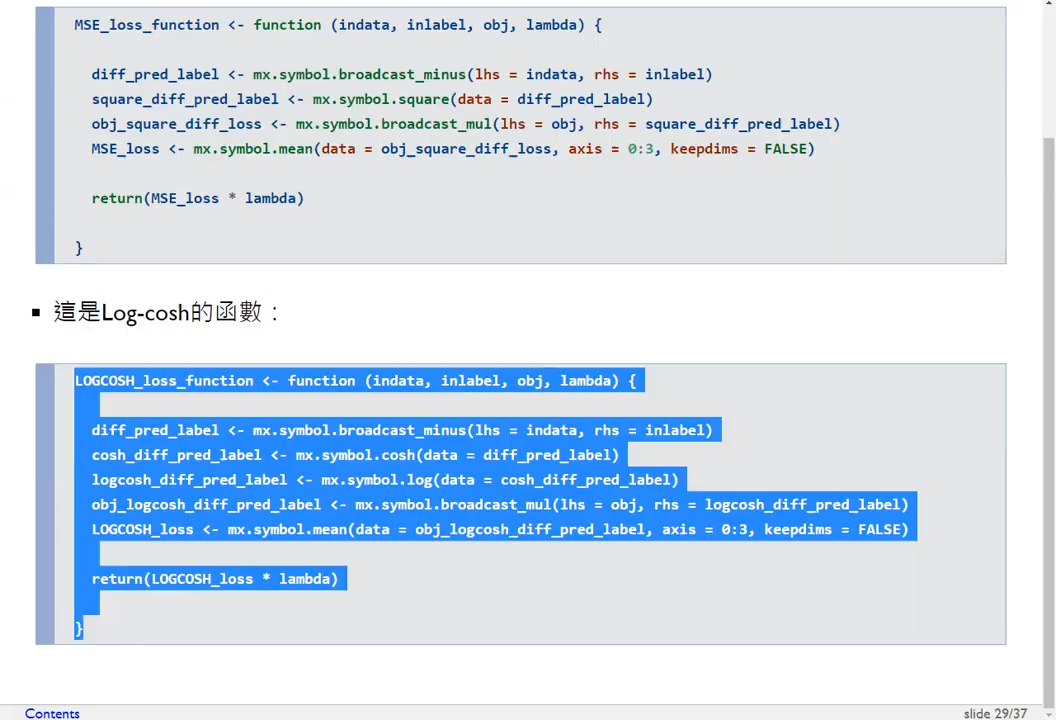 MSE_loss_function <- function (indata, inlabel, obj, lambda) {
diff_pred_label <- mx.symbol.broadcast_minus(lhs = indata, rhs = inlabel)
square_diff_pred_label <- mx.symbol.square(data = diff_pred_label)
obj_square_diff_loss <- mx.symbol.broadcast_mul(lhs = obj, rhs = square_diff_pred_label)
MSE_loss <- mx.symbol.mean(data = obj_square_diff_loss, axis = 0:3, keepdims = FALSE)
return(MSE_loss * lambda)
}
▪ 這是Log-cosh的函數：
LOGCOSH_loss_function <- function (indata, inlabel, obj, lambda) {
diff_pred_label <- mx.symbol.broadcast_minus(lhs = indata, rhs = inlabel)
cosh_diff_pred_label <- mx.symbol.cosh(data = diff_pred_label)
logcosh_diff_pred_label <- mx.symbol.log(data = cosh_diff_pred_label)
obj_logcosh_diff_pred_label <- mx.symbol.broadcast_mul(lhs = obj, rhs = logcosh_diff_pred_label)
LOGCOSH_loss <- mx.symbol.mean(data = obj_logcosh_diff_pred_label, axis = 0:3, keepdims = FALSE)
return(LOGCOSH_loss * lambda)
}
Contents
slide 29/37